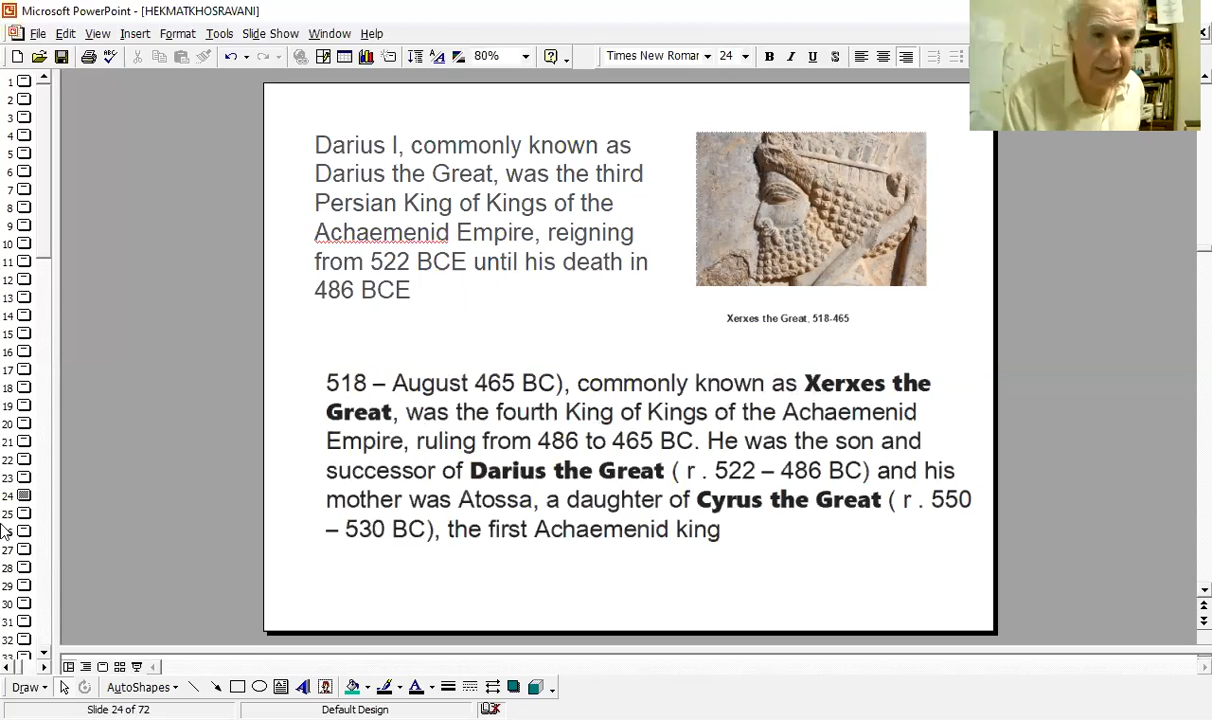 Microsoft PowerPoint - [HEKMATKHOSRAVANI]
File Edit View Insert Format Tools Slide Show Window Help
80% Times New Roman 24 B I U S
1
2
3
4
5
6
7
8
9
10
11
12
13
14
15
16
17
18
19
20
21
22
23
24
25
27
28
29
30
31
32
33
Darius I, commonly known as
Darius the Great, was the third
Persian King of Kings of the
Achaemenid Empire, reigning
from 522 BCE until his death in
486 BCE
Xerxes the Great, 518-465
518 – August 465 BC), commonly known as Xerxes the
Great, was the fourth King of Kings of the Achaemenid
Empire, ruling from 486 to 465 BC. He was the son and
successor of Darius the Great ( r . 522 – 486 BC) and his
mother was Atossa, a daughter of Cyrus the Great ( r . 550
– 530 BC), the first Achaemenid king
Draw AutoShapes
Slide 24 of 72 Default Design